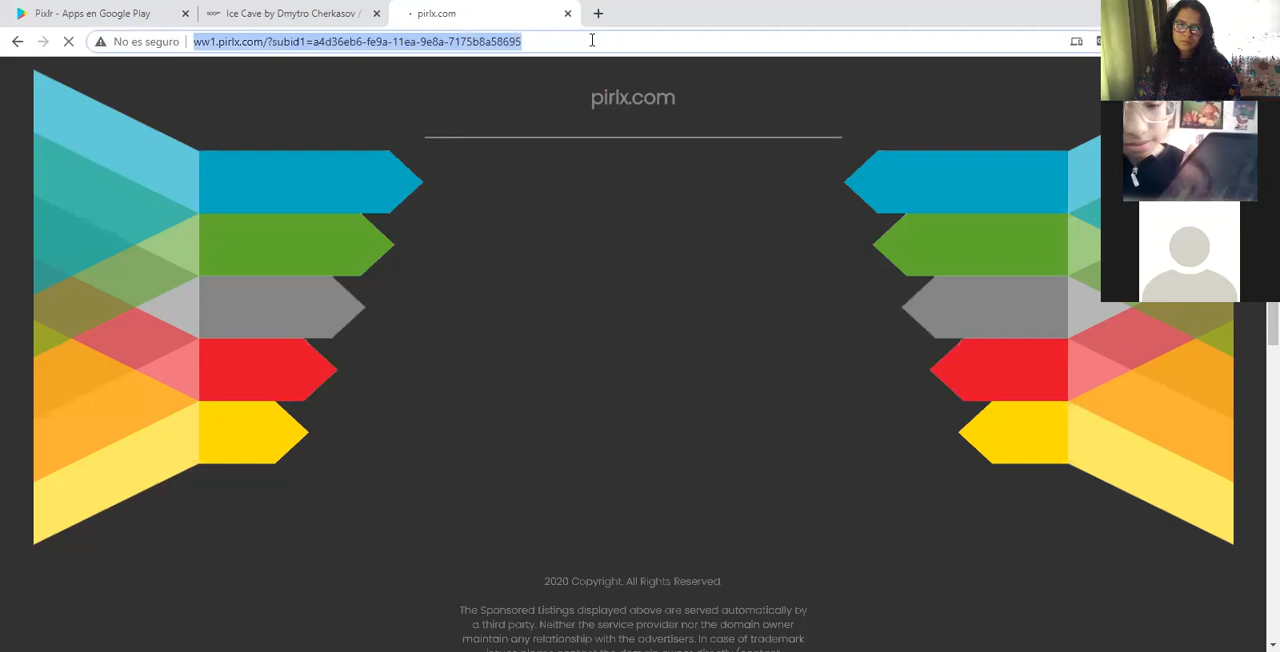 Pixlr - Apps en Google Play
Ice Cave by Dmytro Cherkasov /
pirlx.com
No es seguro
ww1.pirlx.com/?subid1=a4d36eb6-fe9a-11ea-9e8a-7175b8a58695
pirlx.com
2020 Copyright. All Rights Reserved.
The Sponsored Listings displayed above are served automatically by
a third party. Neither the service provider nor the domain owner
maintain any relationship with the advertisers. In case of trademark